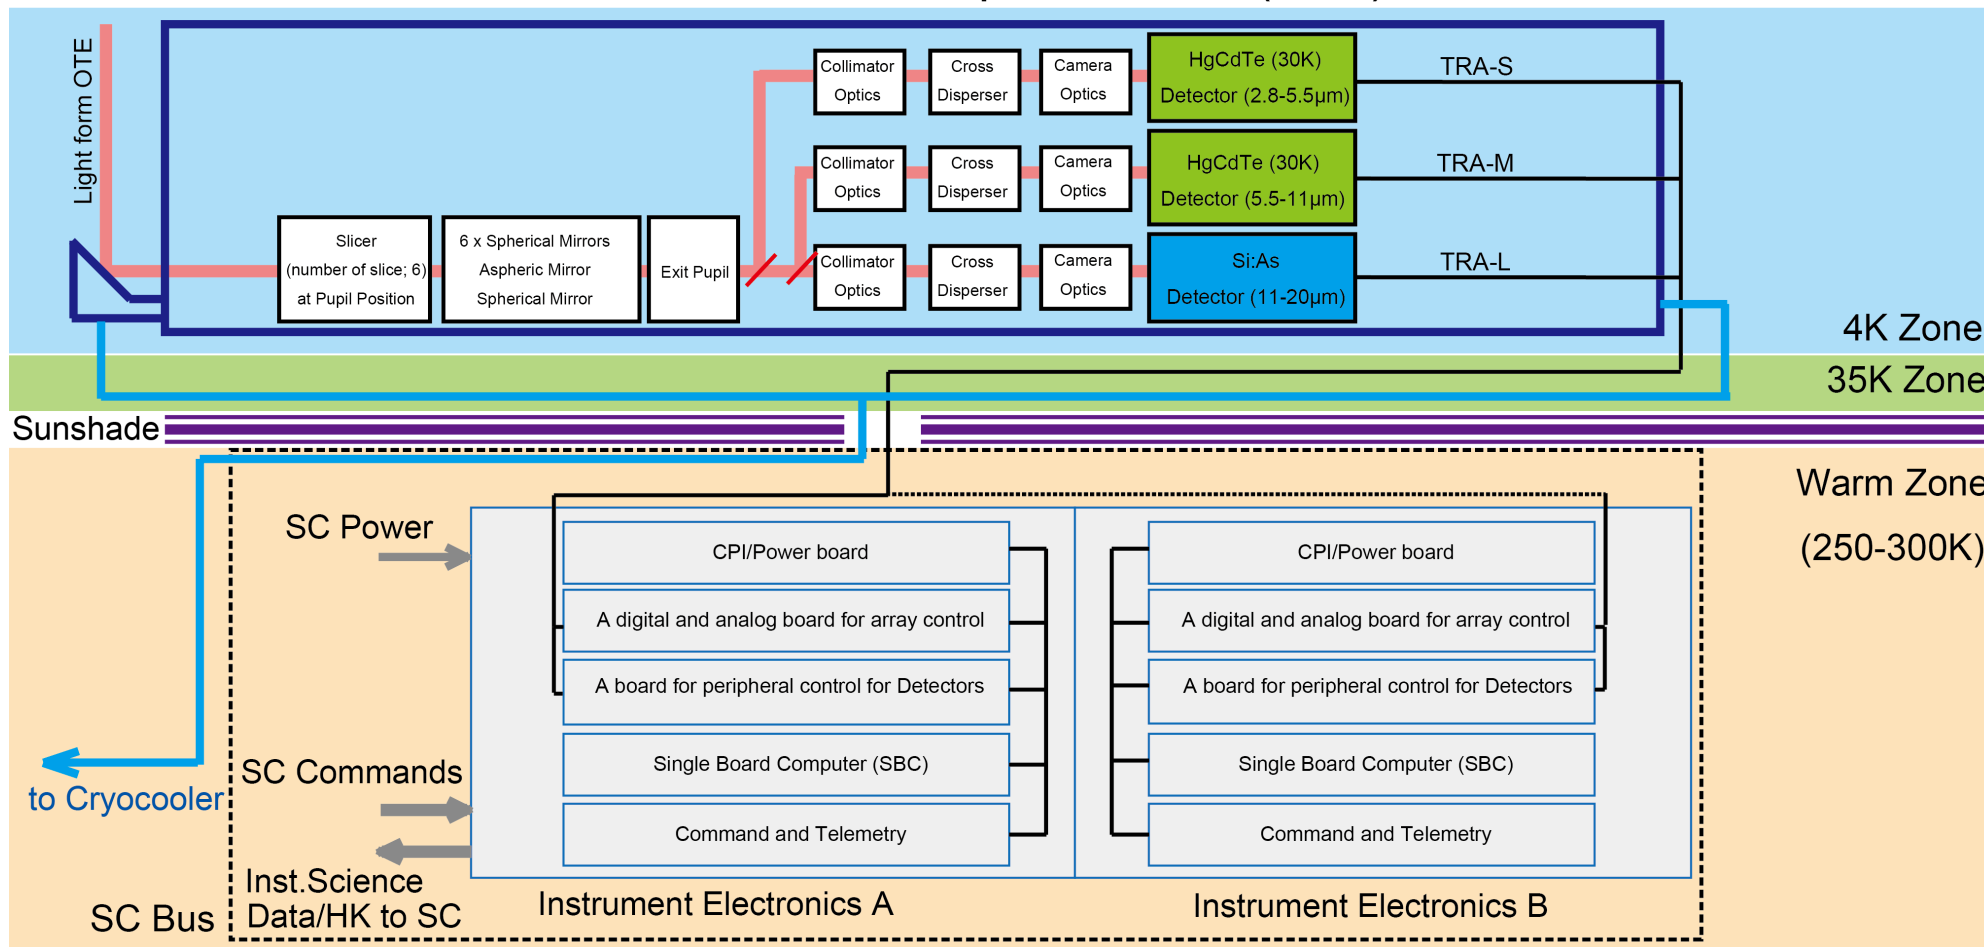 Light form OTE
Collimator
Optics
Cross
Disperser
Camera
Optics
HgCdTe (30K)
Detector (2.8-5.5μm)
TRA-S
Collimator
Optics
Cross
Disperser
Camera
Optics
HgCdTe (30K)
Detector (5.5-11μm)
TRA-M
Slicer
(number of slice; 6)
at Pupil Position
6 x Spherical Mirrors
Aspheric Mirror
Spherical Mirror
Exit Pupil
Collimator
Optics
Cross
Disperser
Camera
Optics
Si:As
Detector (11-20μm)
TRA-L
4K Zone
35K Zone
Sunshade
Warm Zone
(250-300K)
SC Power
CPI/Power board
A digital and analog board for array control
A board for peripheral control for Detectors
Single Board Computer (SBC)
Command and Telemetry
CPI/Power board
A digital and analog board for array control
A board for peripheral control for Detectors
Single Board Computer (SBC)
Command and Telemetry
SC Commands
to Cryocooler
Inst.Science
Data/HK to SC
SC Bus
Instrument Electronics A
Instrument Electronics B